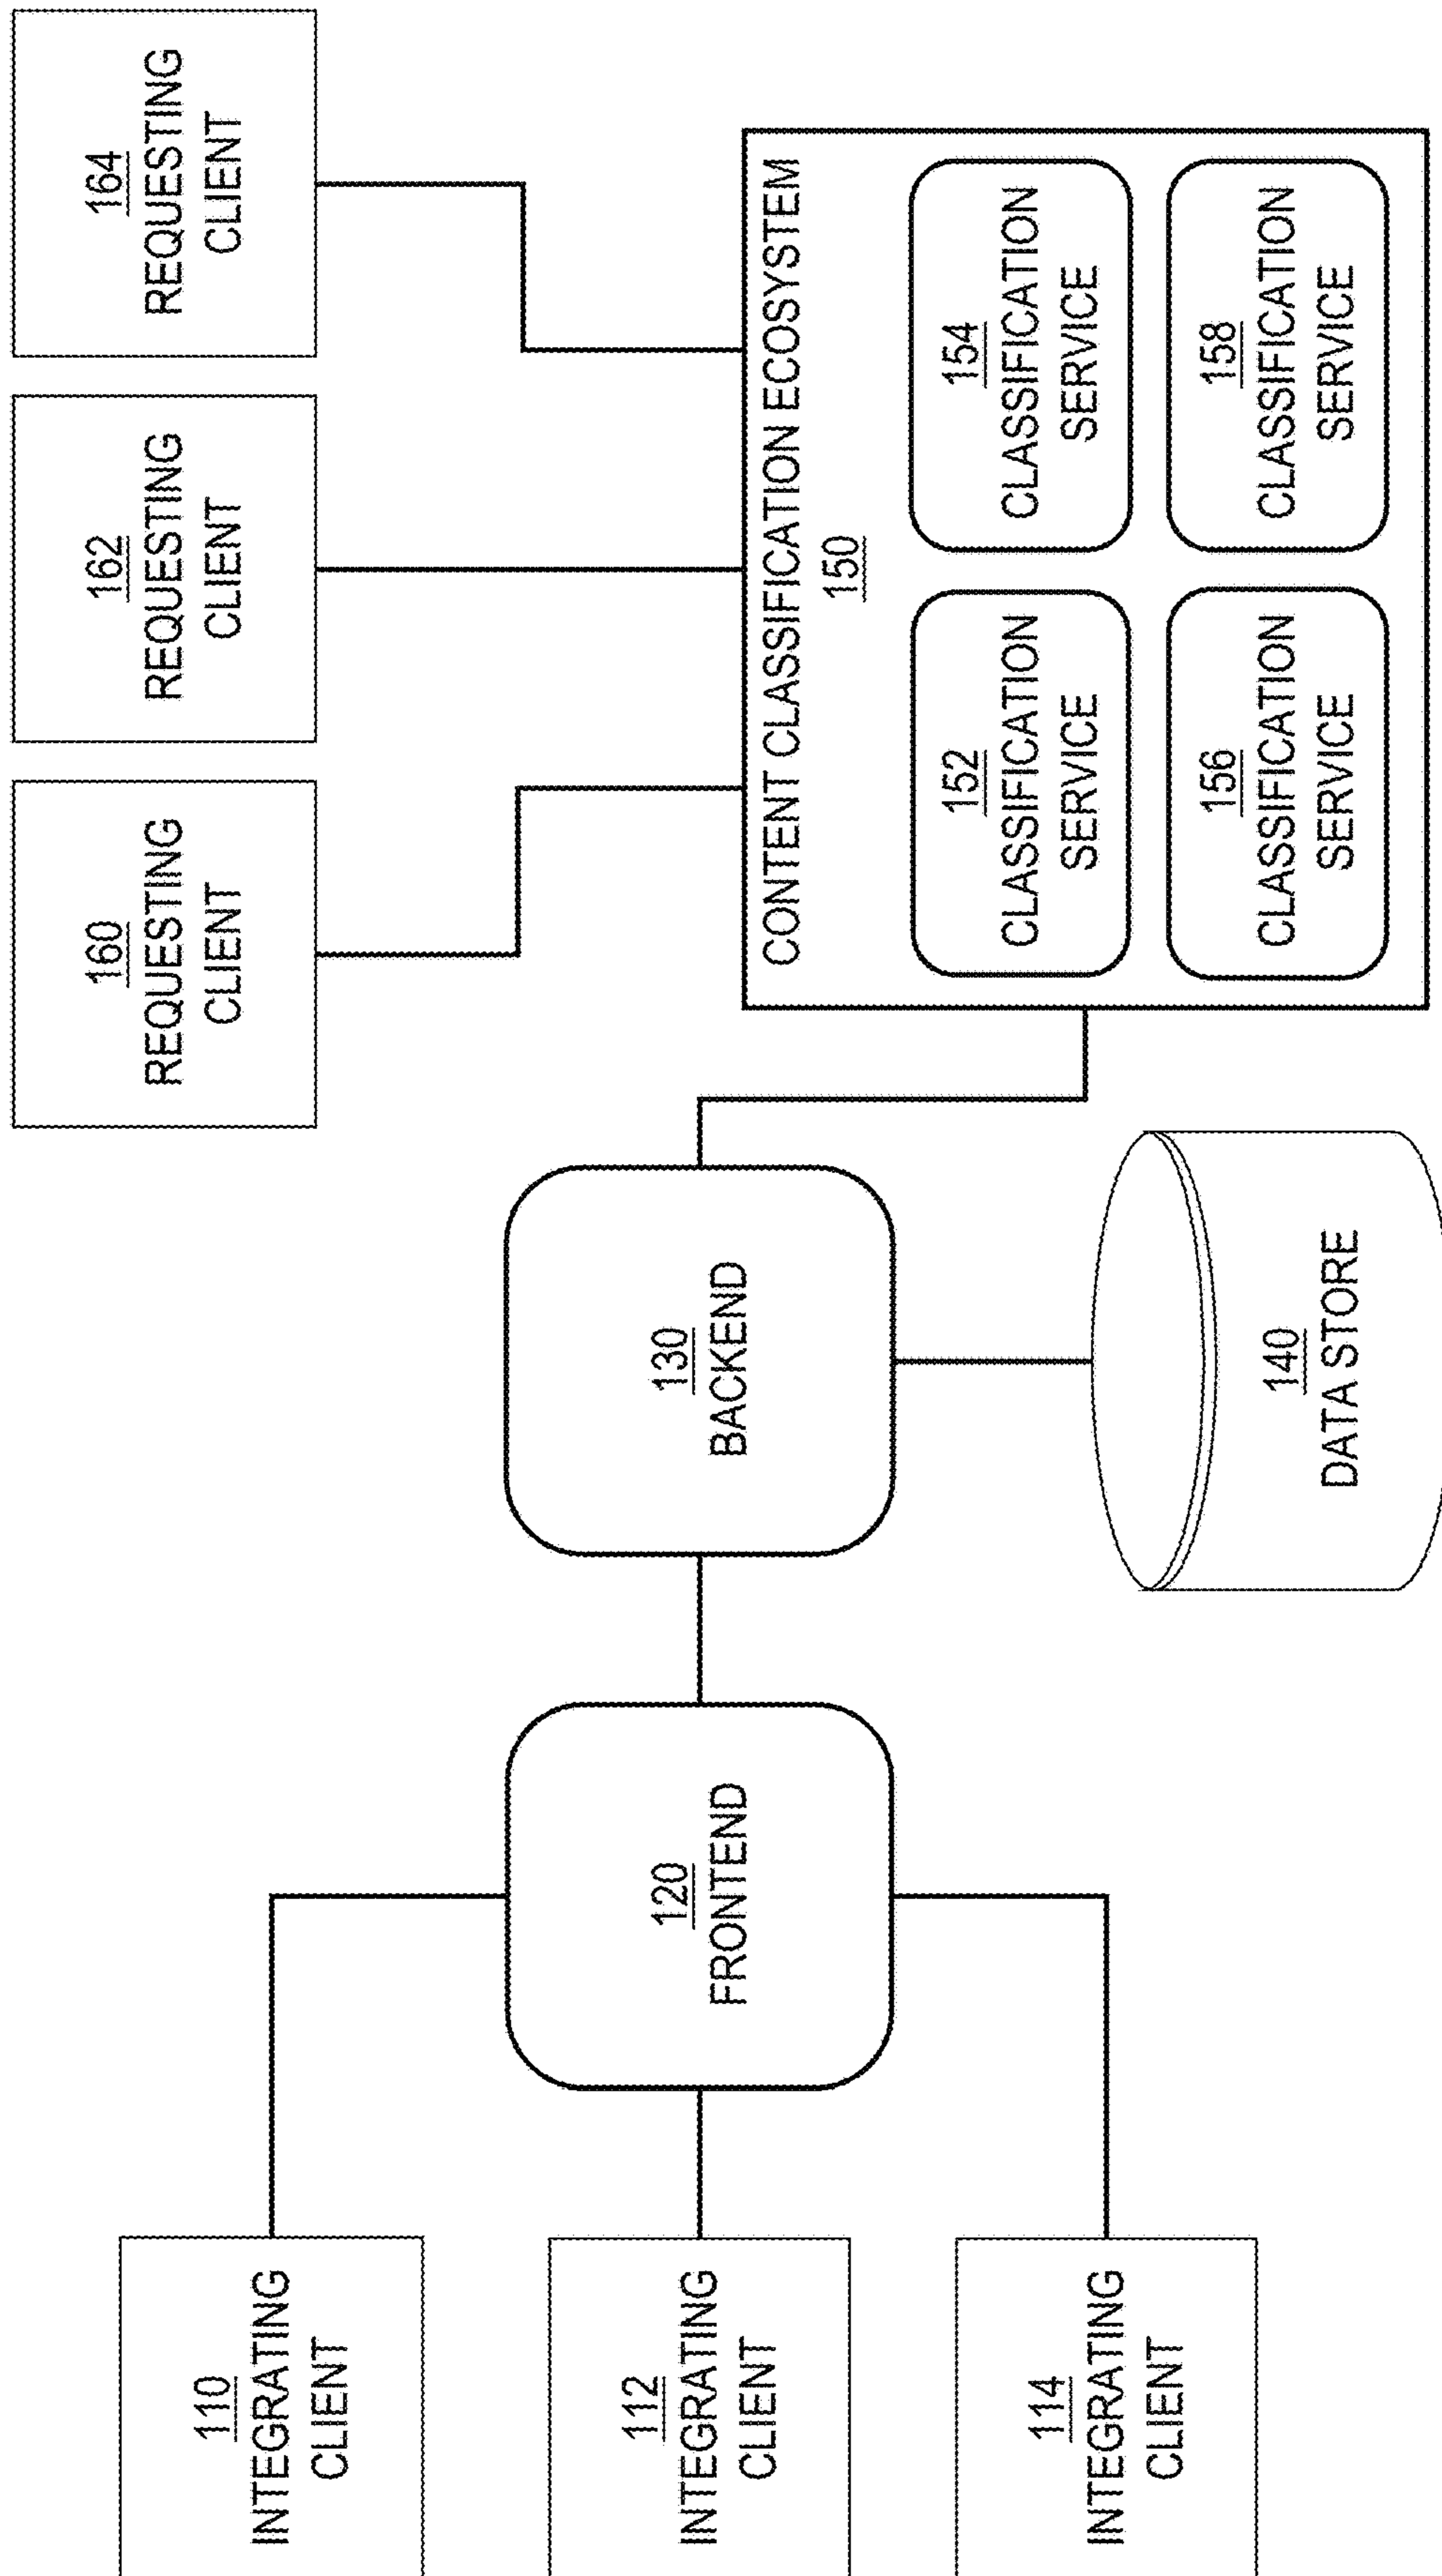 110
INTEGRATING
CLIENT
112
INTEGRATING
CLIENT
114
INTEGRATING
CLIENT
120
FRONTEND
130
BACKEND
140
DATA STORE
160
REQUESTING
CLIENT
162
REQUESTING
CLIENT
164
REQUESTING
CLIENT
CONTENT CLASSIFICATION ECOSYSTEM
150
152
CLASSIFICATION
SERVICE
154
CLASSIFICATION
SERVICE
156
CLASSIFICATION
SERVICE
158
CLASSIFICATION
SERVICE